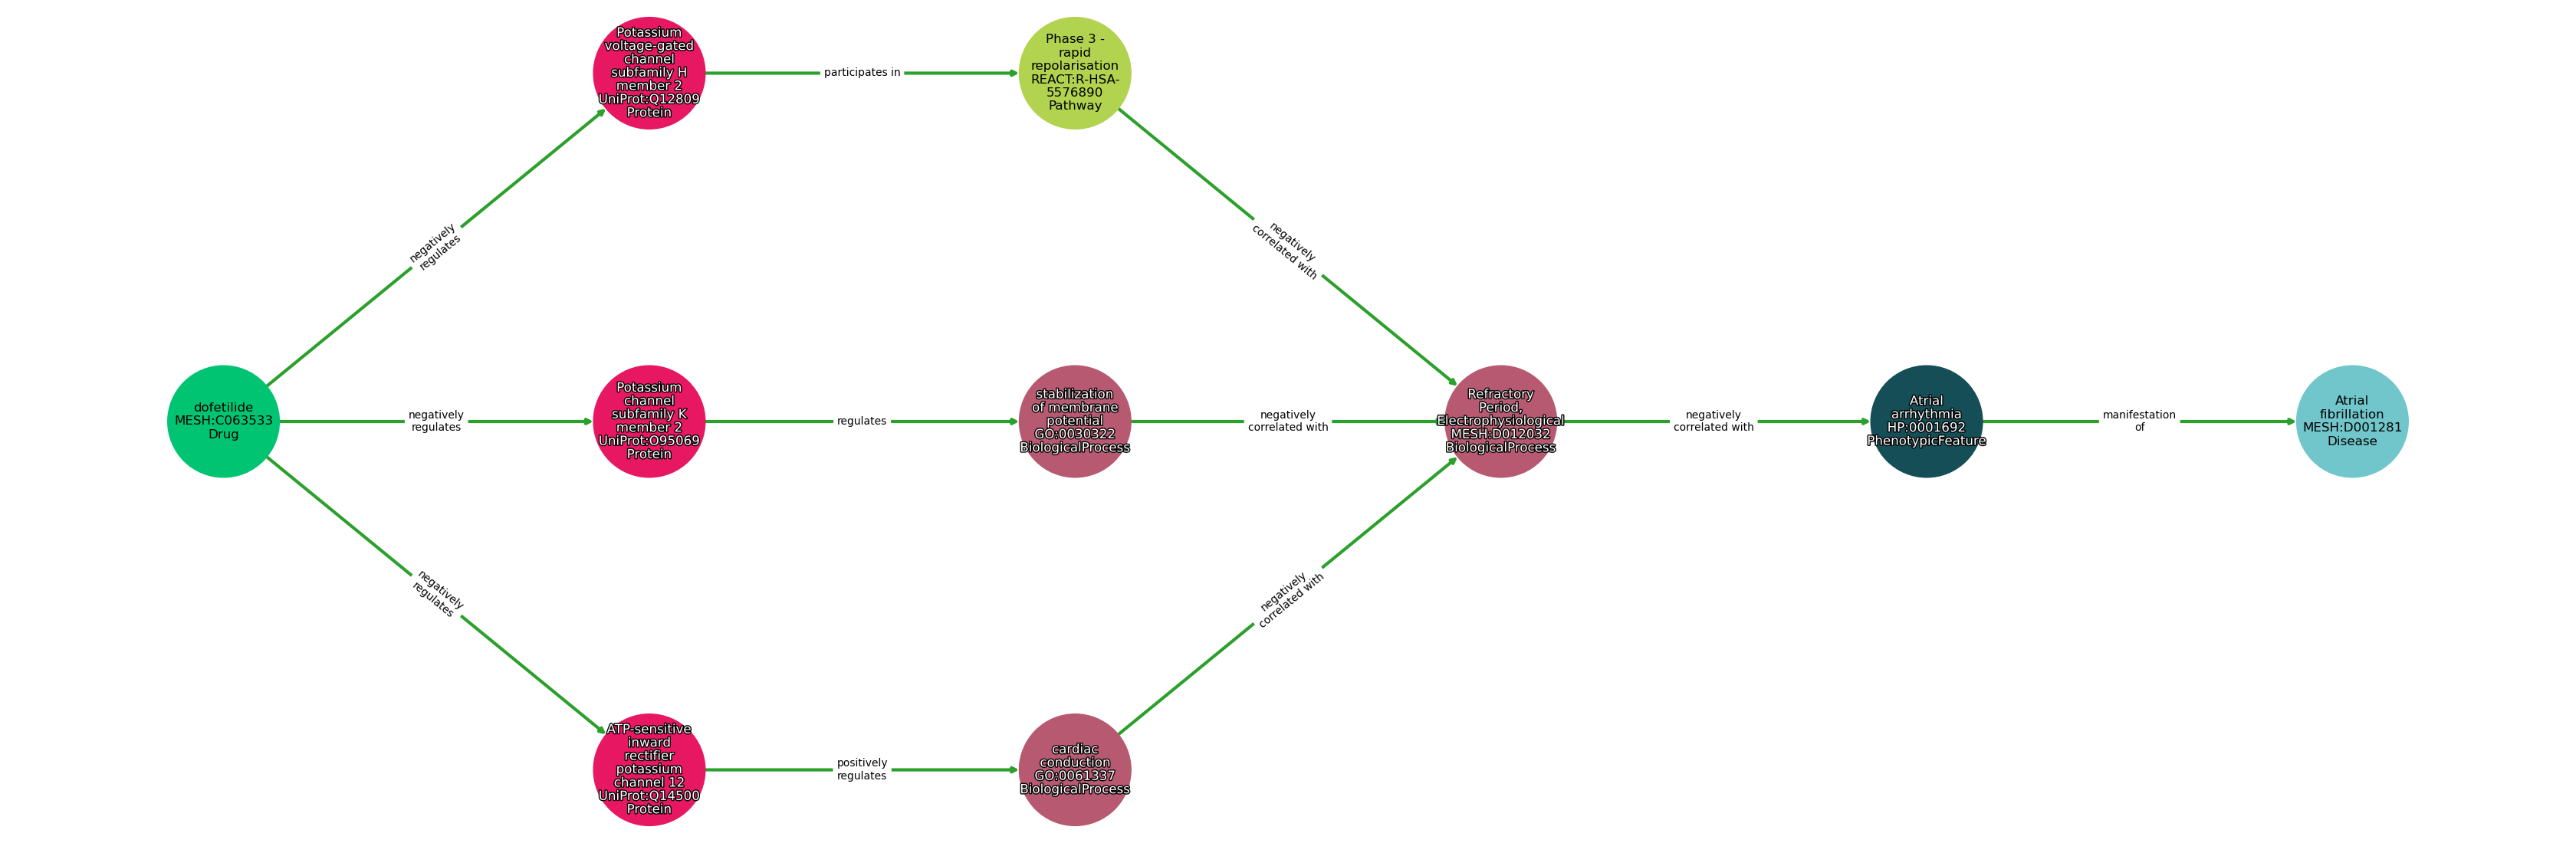 Potassium
voltage-gated
channel
subfamily H
member 2
UniProt:Q12809
Protein
participates in
Phase 3 -
rapid
repolarisation
REACT:R-HSA-
5576890
Pathway
negatively
regulates
negatively
correlated with
dofetilide
MESH:C063533
Drug
negatively
regulates
Potassium
channel
subfamily K
member 2
UniProt:O95069
Protein
regulates
stabilization
of membrane
potential
GO:0030322
BiologicalProcess
negatively
correlated with
Refractory
Period,
Electrophysiological
MESH:D012032
BiologicalProcess
negatively
correlated with
Atrial
arrhythmia
HP:0001692
PhenotypicFeature
manifestation
of
Atrial
fibrillation
MESH:D001281
Disease
negatively
regulates
negatively
correlated with
ATP-sensitive
inward
rectifier
potassium
channel 12
UniProt:Q14500
Protein
positively
regulates
cardiac
conduction
GO:0061337
BiologicalProcess